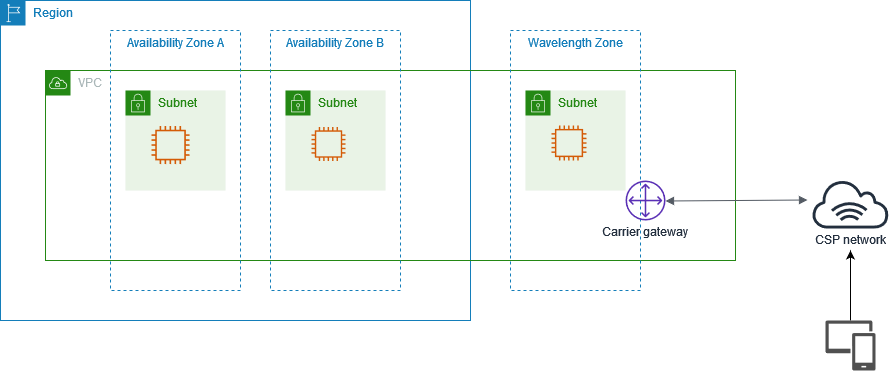 Region
Availability Zone A
Availability Zone B
Wavelength Zone
VPC
Subnet
Subnet
Subnet
Carrier gateway
CSP network